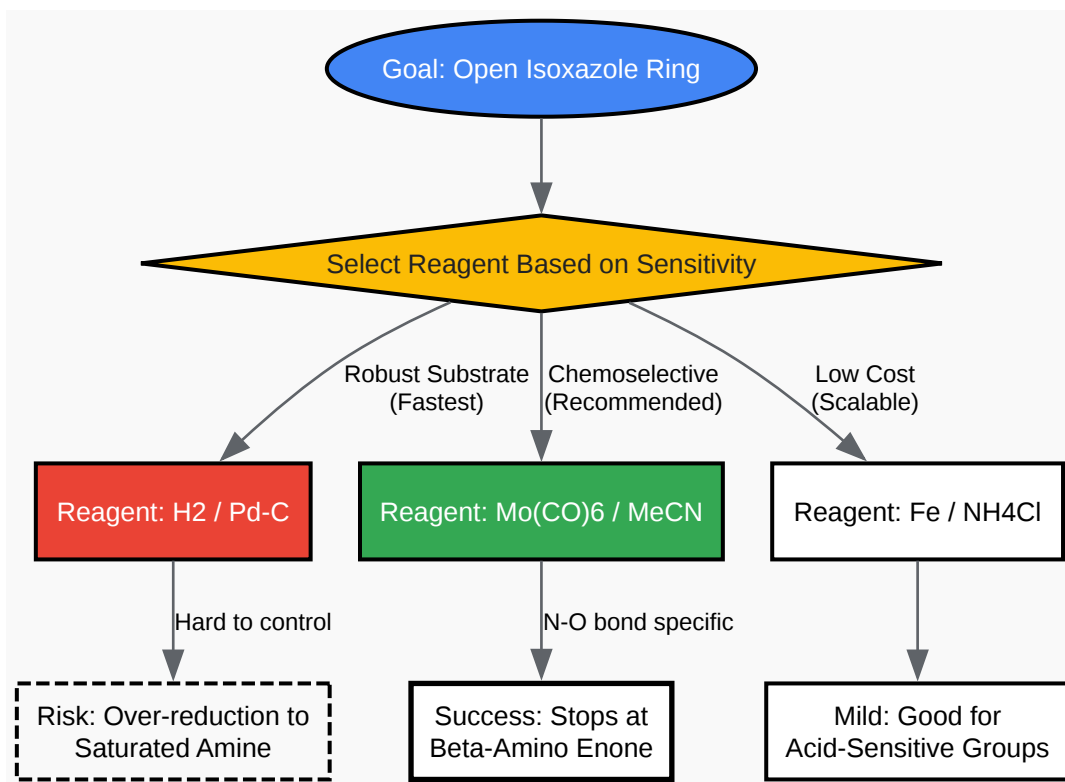 Goal: Open Isoxazole Ring
Select Reagent Based on Sensitivity
Robust Substrate
(Fastest)
Chemoselective
(Recommended)
Low Cost
(Scalable)
Reagent: H2 / Pd-C
Reagent: Mo(CO)6 / MeCN
Reagent: Fe / NH4Cl
Hard to control
N-O bond specific
Risk: Over-reduction to
Saturated Amine
Success: Stops at
Beta-Amino Enone
Mild: Good for
Acid-Sensitive Groups